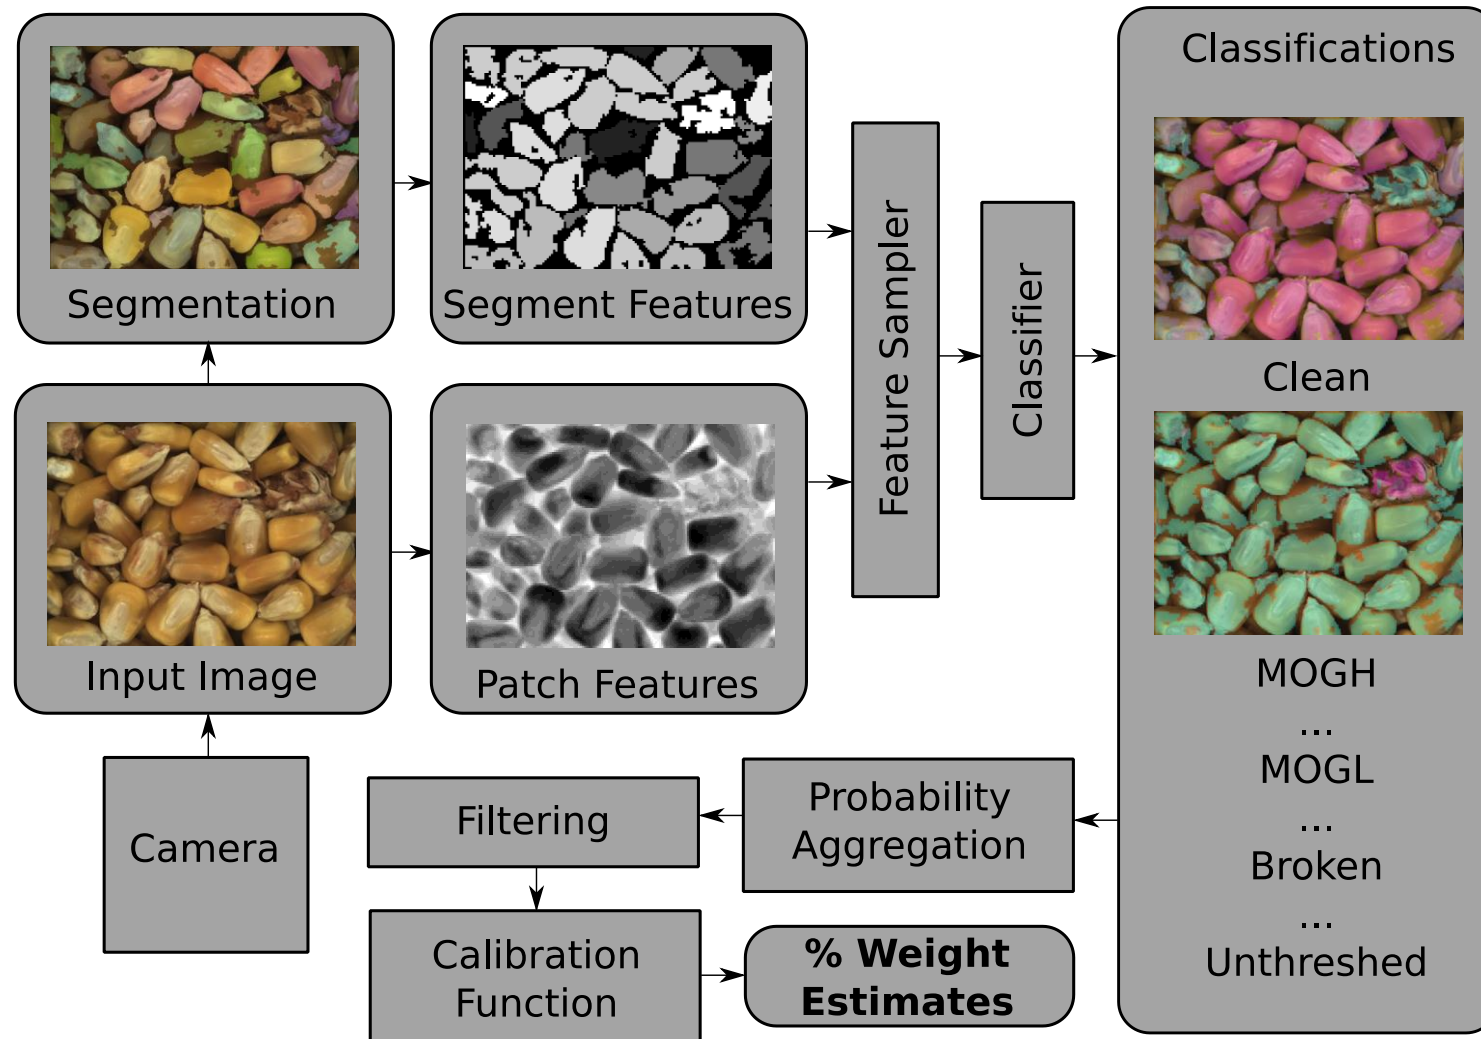 Segmentation
Segment Features
Input Image
Patch Features
Camera
Feature Sampler
Classifier
Classifications
Clean
MOGH
...
MOGL
...
Broken
...
Unthreshed
Probability
Aggregation
Filtering
Calibration
Function
% Weight
Estimates